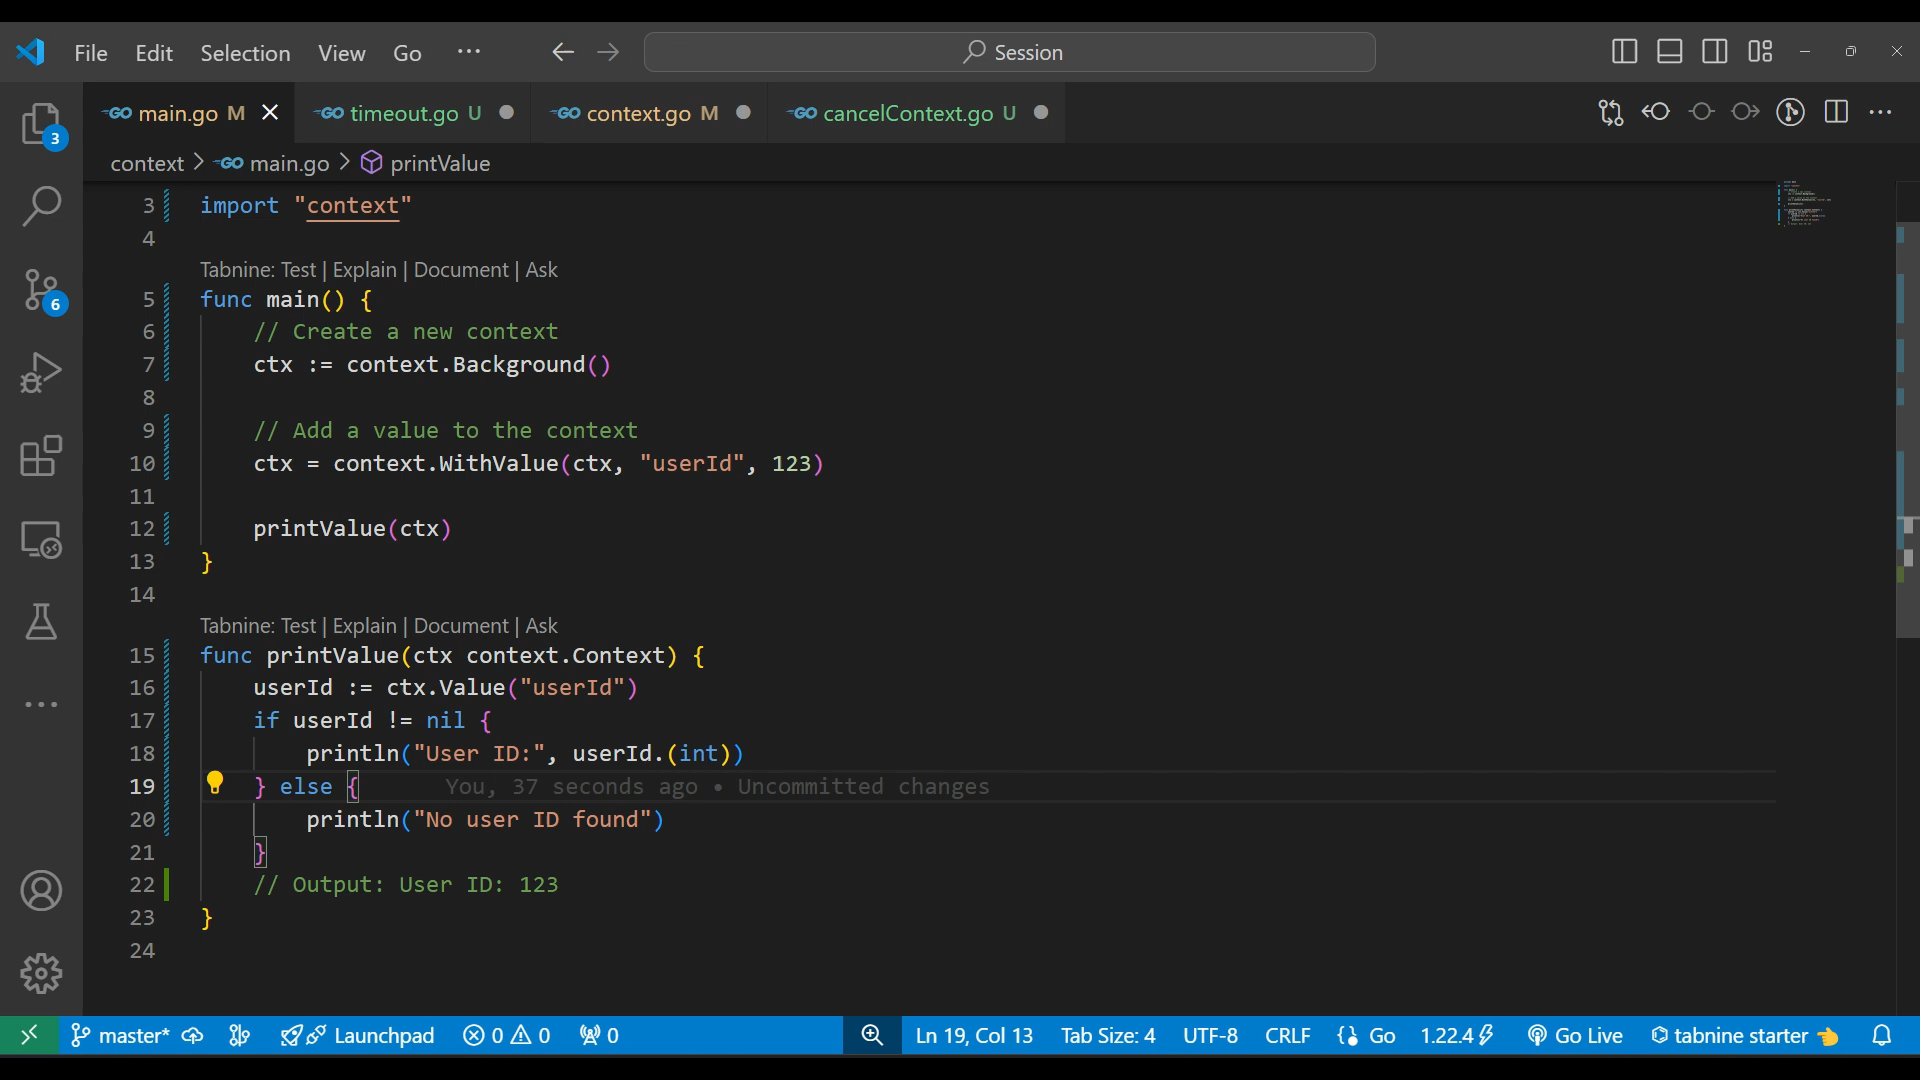 File Edit Selection View Go ··· Session
GO main.go M GO timeout.go U GO context.go M GO cancelContext.go U
context > GO main.go > printValue
3 import "context"
4
Tabnine: Test | Explain | Document | Ask
5 func main() {
6 // Create a new context
7 ctx := context.Background()
8
9 // Add a value to the context
10 ctx = context.WithValue(ctx, "userId", 123)
11
12 printValue(ctx)
13 }
14
Tabnine: Test | Explain | Document | Ask
15 func printValue(ctx context.Context) {
16 userId := ctx.Value("userId")
17 if userId != nil {
18 println("User ID:", userId.(int))
19 } else { You, 37 seconds ago • Uncommitted changes
20 println("No user ID found")
21 }
22 // Output: User ID: 123
23 }
24
3
6
master* Launchpad 0 0 0 Ln 19, Col 13 Tab Size: 4 UTF-8 CRLF {} Go 1.22.4 Go Live tabnine starter